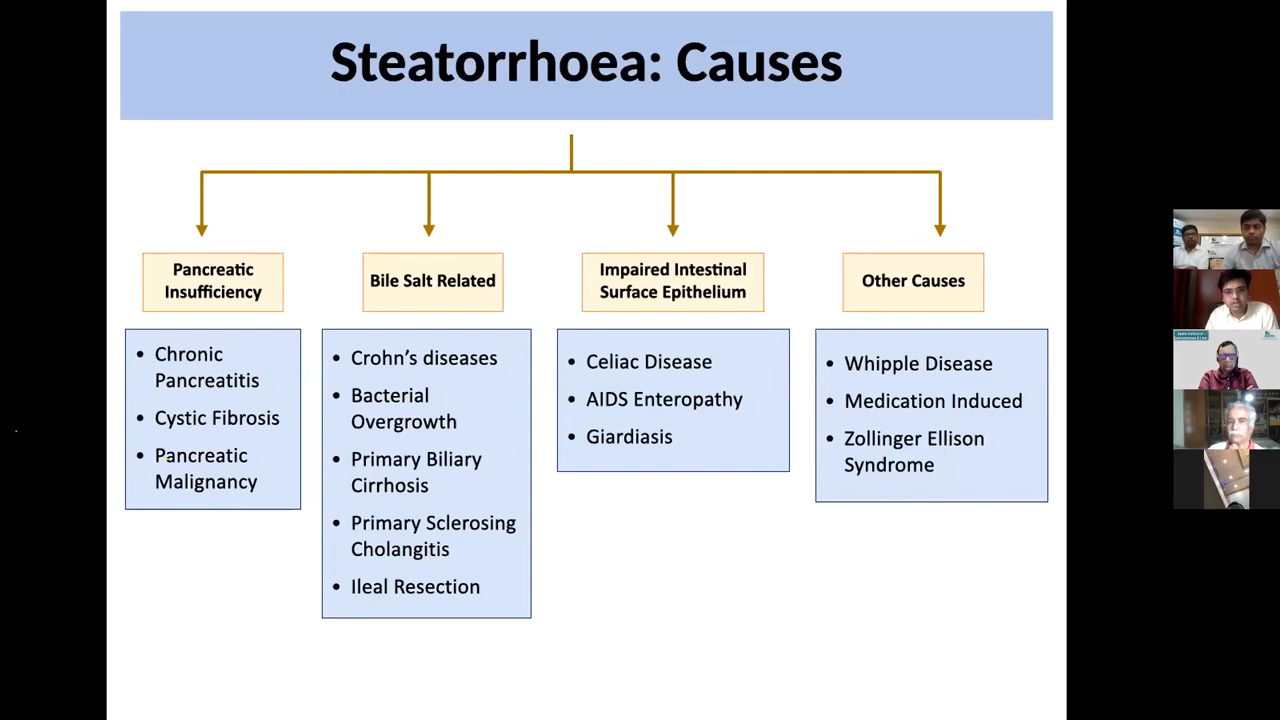 Steatorrhoea: Causes
Pancreatic
Insufficiency
• Chronic
Pancreatitis
• Cystic Fibrosis
• Pancreatic
Malignancy
Bile Salt Related
• Crohn’s diseases
• Bacterial
Overgrowth
• Primary Biliary
Cirrhosis
• Primary Sclerosing
Cholangitis
• Ileal Resection
Impaired Intestinal
Surface Epithelium
• Celiac Disease
• AIDS Enteropathy
• Giardiasis
Other Causes
• Whipple Disease
• Medication Induced
• Zollinger Ellison
Syndrome